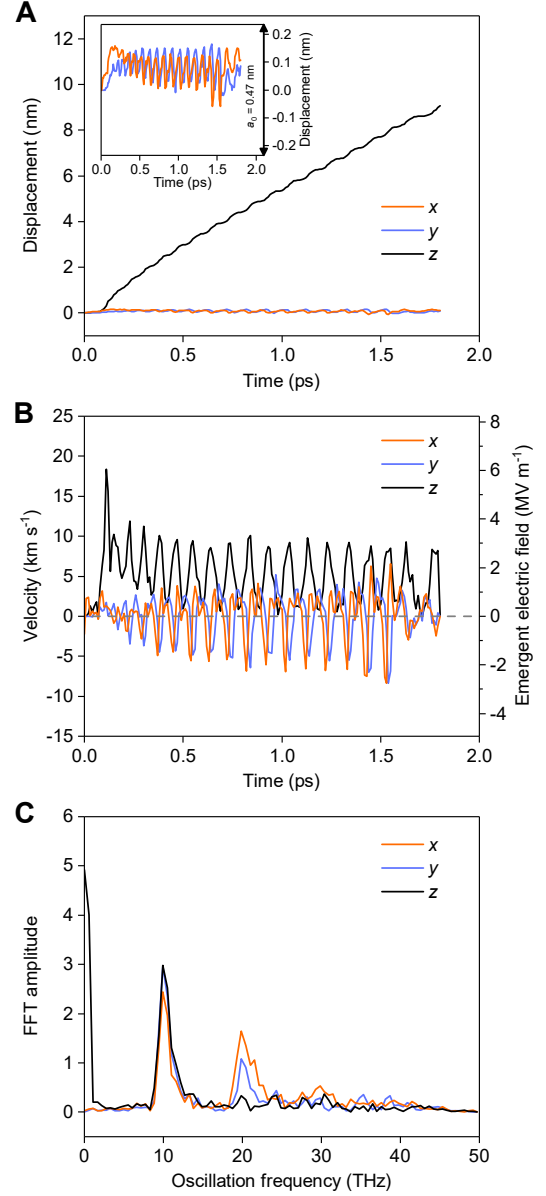 A
12
10
8
6
4
2
0
Displacement (nm)
0.0
0.5
1.0
1.5
2.0
Time (ps)
0.0
0.5
1.0
1.5
2.0
Time (ps)
a₀ = 0.47 nm
0.2
0.1
0.0
-0.1
-0.2
Displacement (nm)
x
y
z
B
25
20
15
10
5
0
-5
-10
-15
Velocity (km s⁻¹)
8
6
4
2
0
-2
-4
Emergent electric field (MV m⁻¹)
x
y
z
0.0
0.5
1.0
1.5
2.0
Time (ps)
C
6
5
4
3
2
1
0
FFT amplitude
x
y
z
0
10
20
30
40
50
Oscillation frequency (THz)